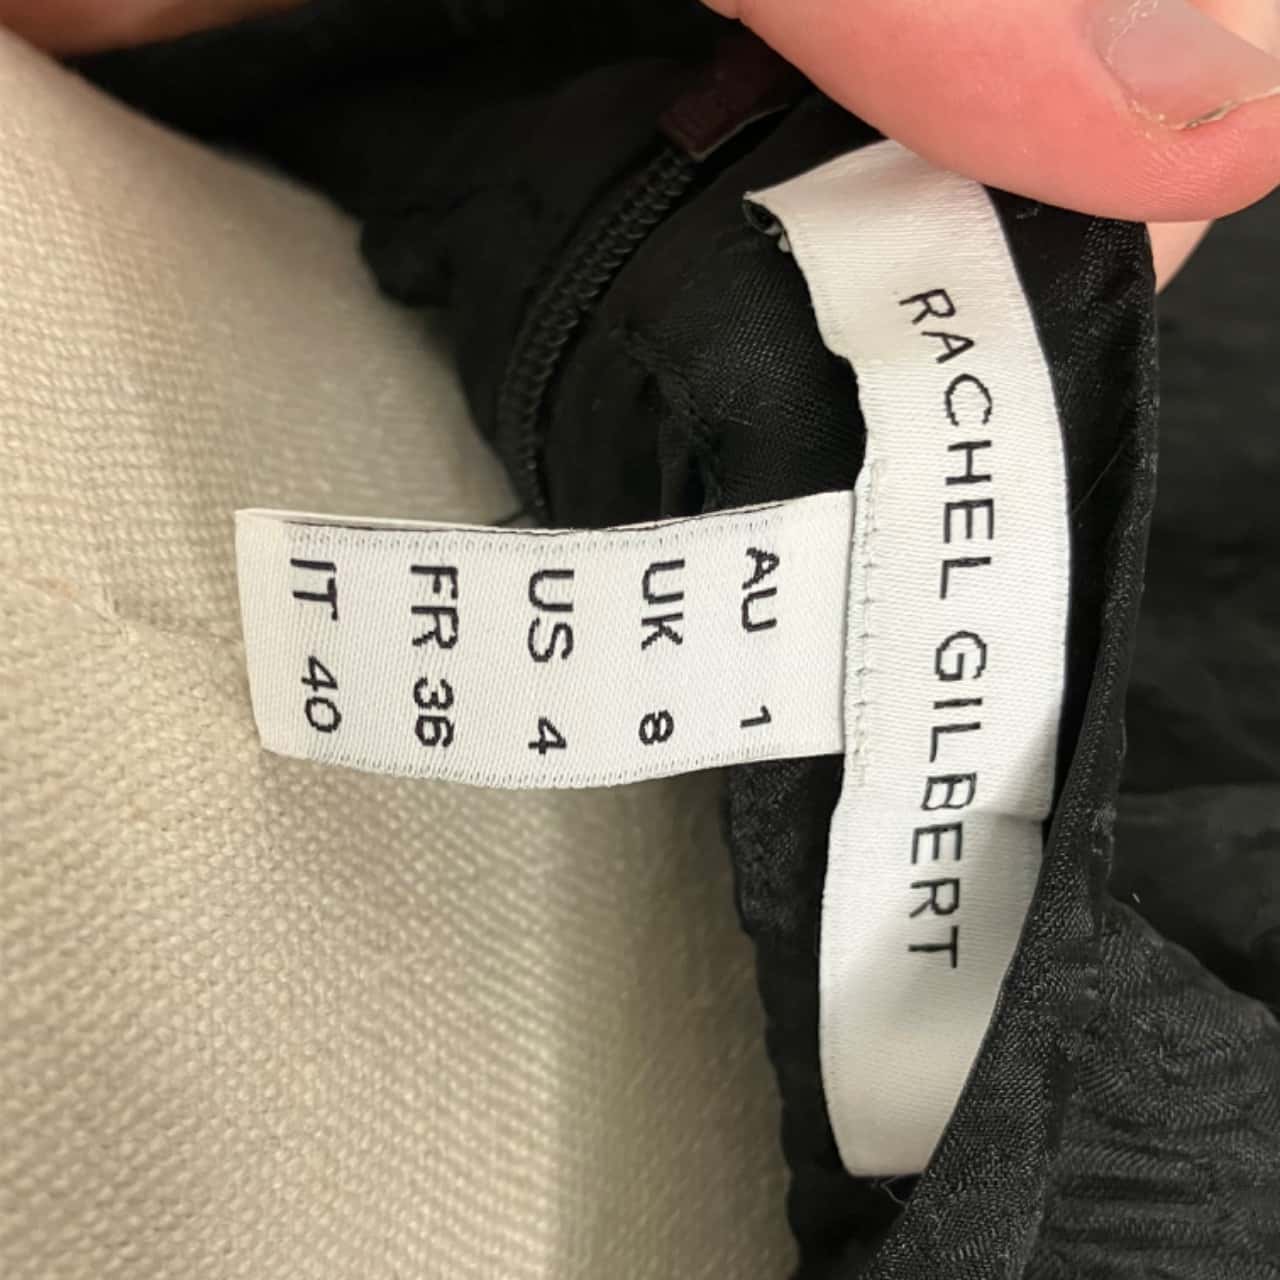 RACHEL GILBERT
AU 1
UK 8
US 4
FR 36
IT 40